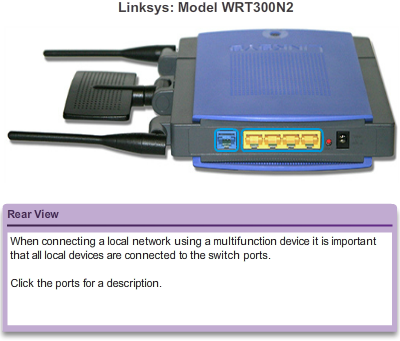 Linksys: Model WRT300N2
Rear View
When connecting a local network using a multifunction device it is important
that all local devices are connected to the switch ports.
Click the ports for a description.